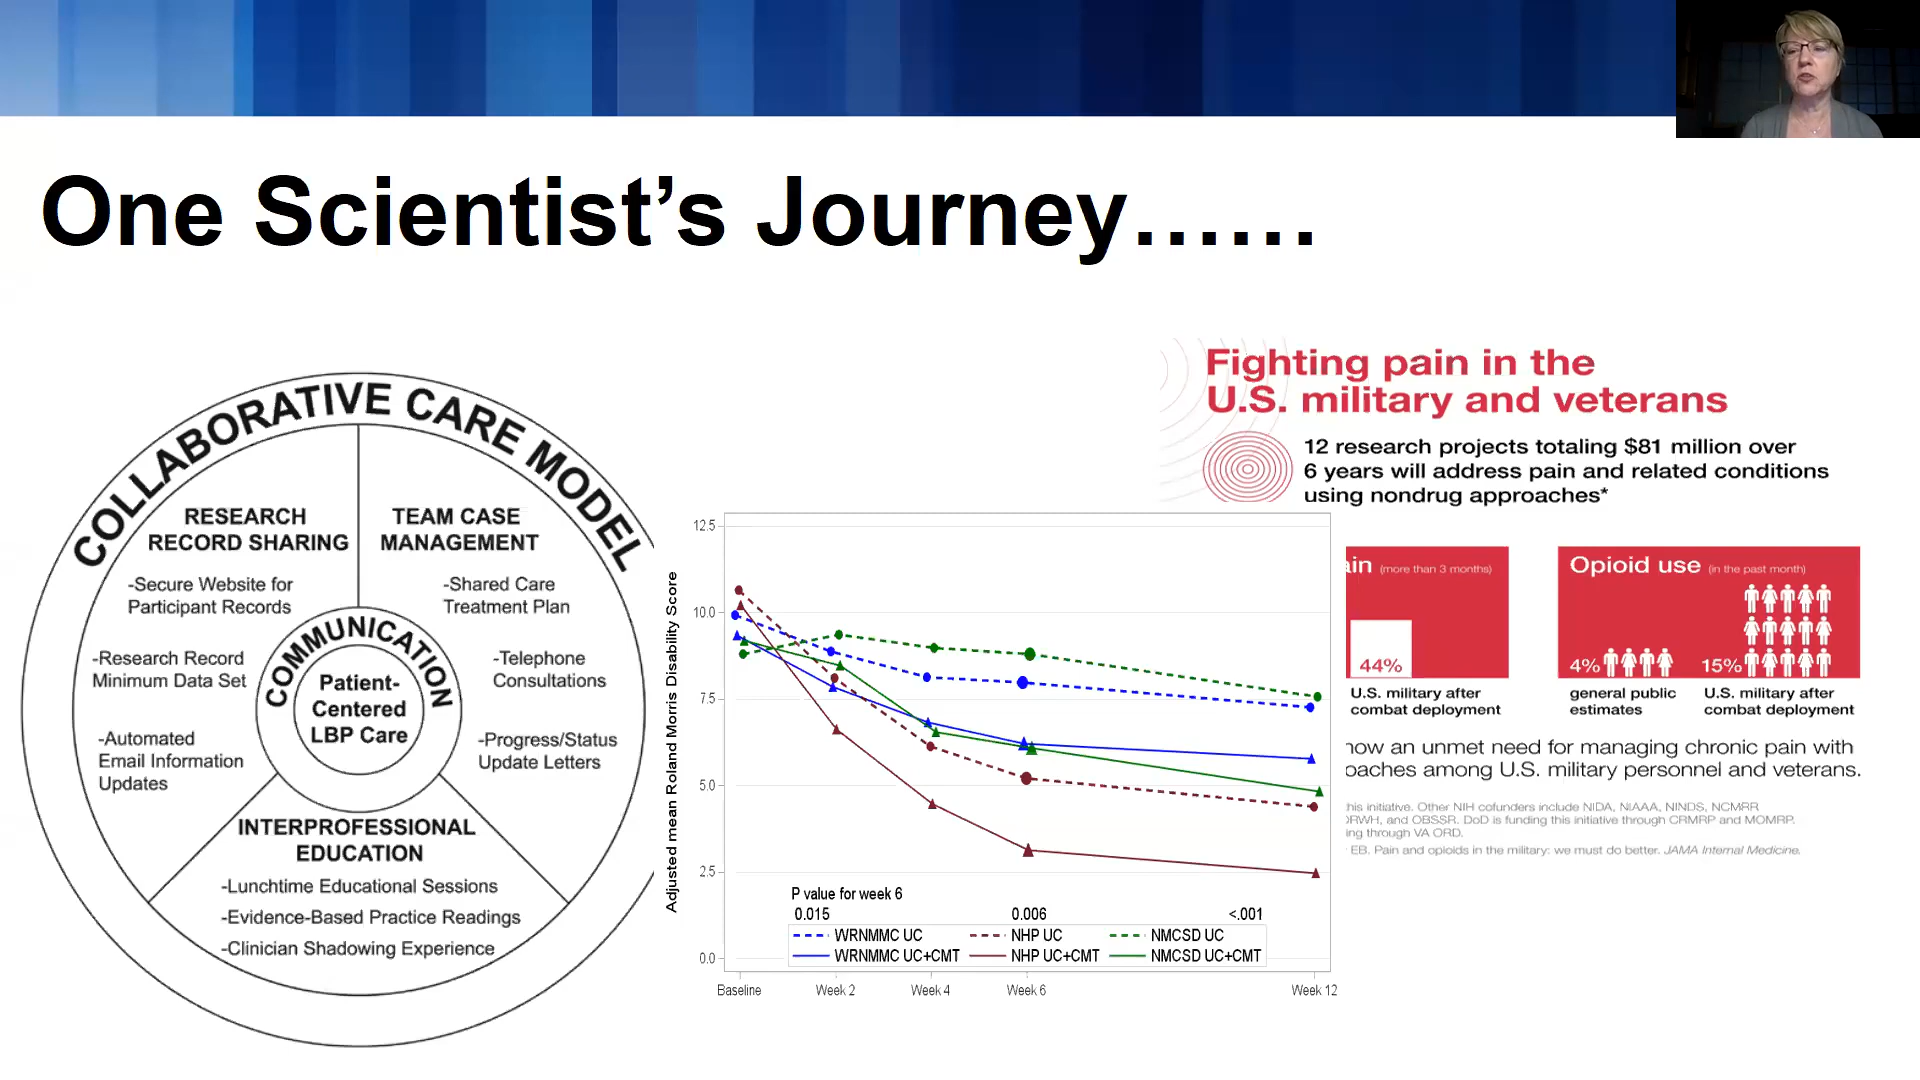 One Scientist’s Journey……
COLLABORATIVE CARE MODEL
RESEARCH
RECORD SHARING
-Secure Website for
Participant Records
-Research Record
Minimum Data Set
-Automated
Email Information
Updates
TEAM CASE
MANAGEMENT
-Shared Care
Treatment Plan
-Telephone
Consultations
-Progress/Status
Update Letters
COMMUNICATION
Patient-
Centered
LBP Care
INTERPROFESSIONAL
EDUCATION
-Lunchtime Educational Sessions
-Evidence-Based Practice Readings
-Clinician Shadowing Experience
Adjusted mean Roland Morris Disability Score
12.5
10.0
7.5
5.0
2.5
0.0
P value for week 6
0.015 0.006 <.001
WRNMMC UC NHP UC NMCSD UC
WRNMMC UC+CMT NHP UC+CMT NMCSD UC+CMT
Baseline Week 2 Week 4 Week 6 Week 12
Fighting pain in the
U.S. military and veterans
12 research projects totaling $81 million over
6 years will address pain and related conditions
using nondrug approaches*
ain (more than 3 months)
44%
U.S. military after
combat deployment
Opioid use (in the past month)
4% 15%
general public
estimates
U.S. military after
combat deployment
how an unmet need for managing chronic pain with
oaches among U.S. military personnel and veterans.
his initiative. Other NIH cofunders include NIDA, NIAAA, NINDS, NCMRR
ORWH, and OBSSR. DoD is funding this initiative through CRMRP and MOMRP.
ing through VA ORD.
EB. Pain and opioids in the military: we must do better. JAMA Internal Medicine.